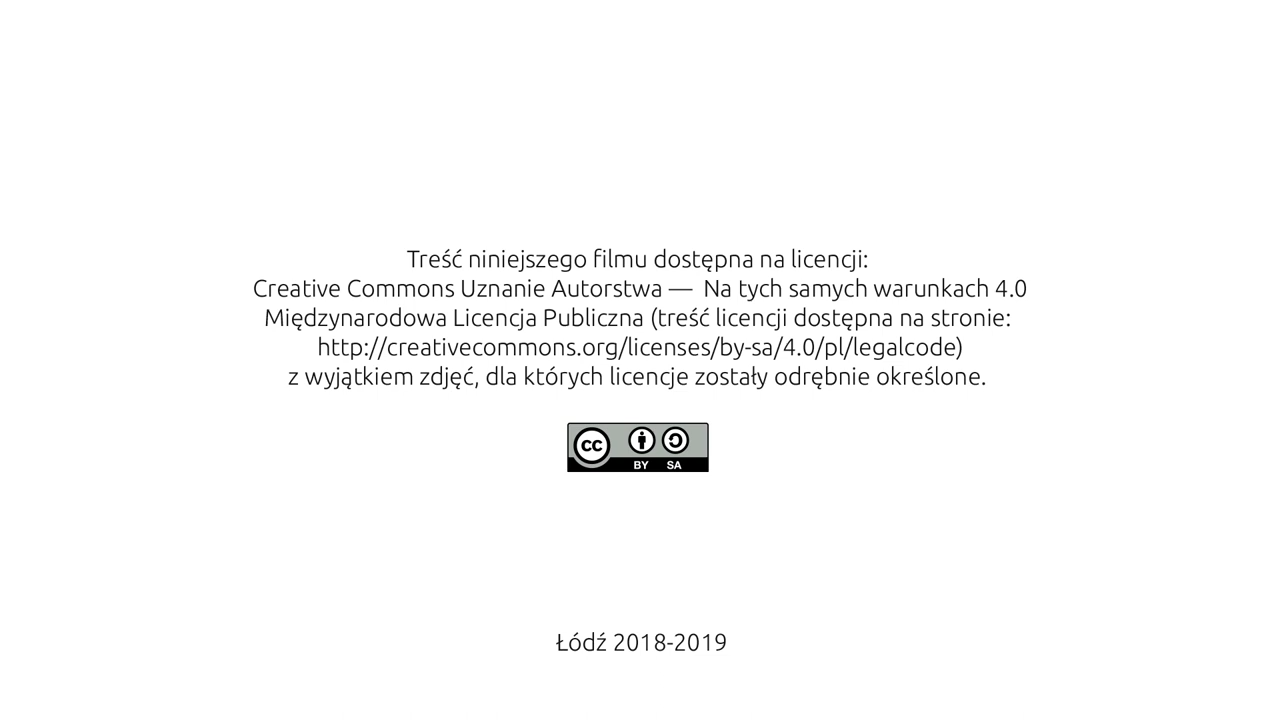 Treść niniejszego filmu dostępna na licencji:
Creative Commons Uznanie Autorstwa — Na tych samych warunkach 4.0
Międzynarodowa Licencja Publiczna (treść licencji dostępna na stronie:
http://creativecommons.org/licenses/by-sa/4.0/pl/legalcode)
z wyjątkiem zdjęć, dla których licencje zostały odrębnie określone.
cc
BY SA
Łódź 2018-2019